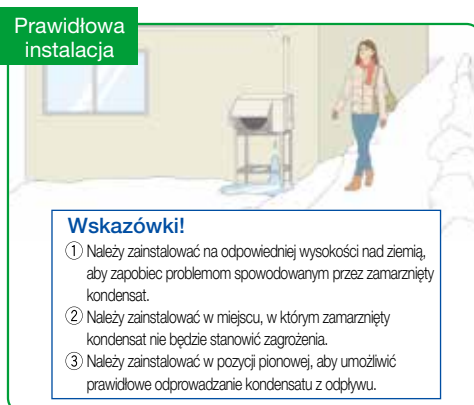 Prawidłowa
instalacja
Wskazówki!
① Należy zainstalować na odpowiedniej wysokości nad ziemią,
aby zapobiec problemom spowodowanym przez zamarznięty
kondensat.
② Należy zainstalować w miejscu, w którym zamarznięty
kondensat nie będzie stanowić zagrożenia.
③ Należy zainstalować w pozycji pionowej, aby umożliwić
prawidłowe odprowadzanie kondensatu z odpływu.